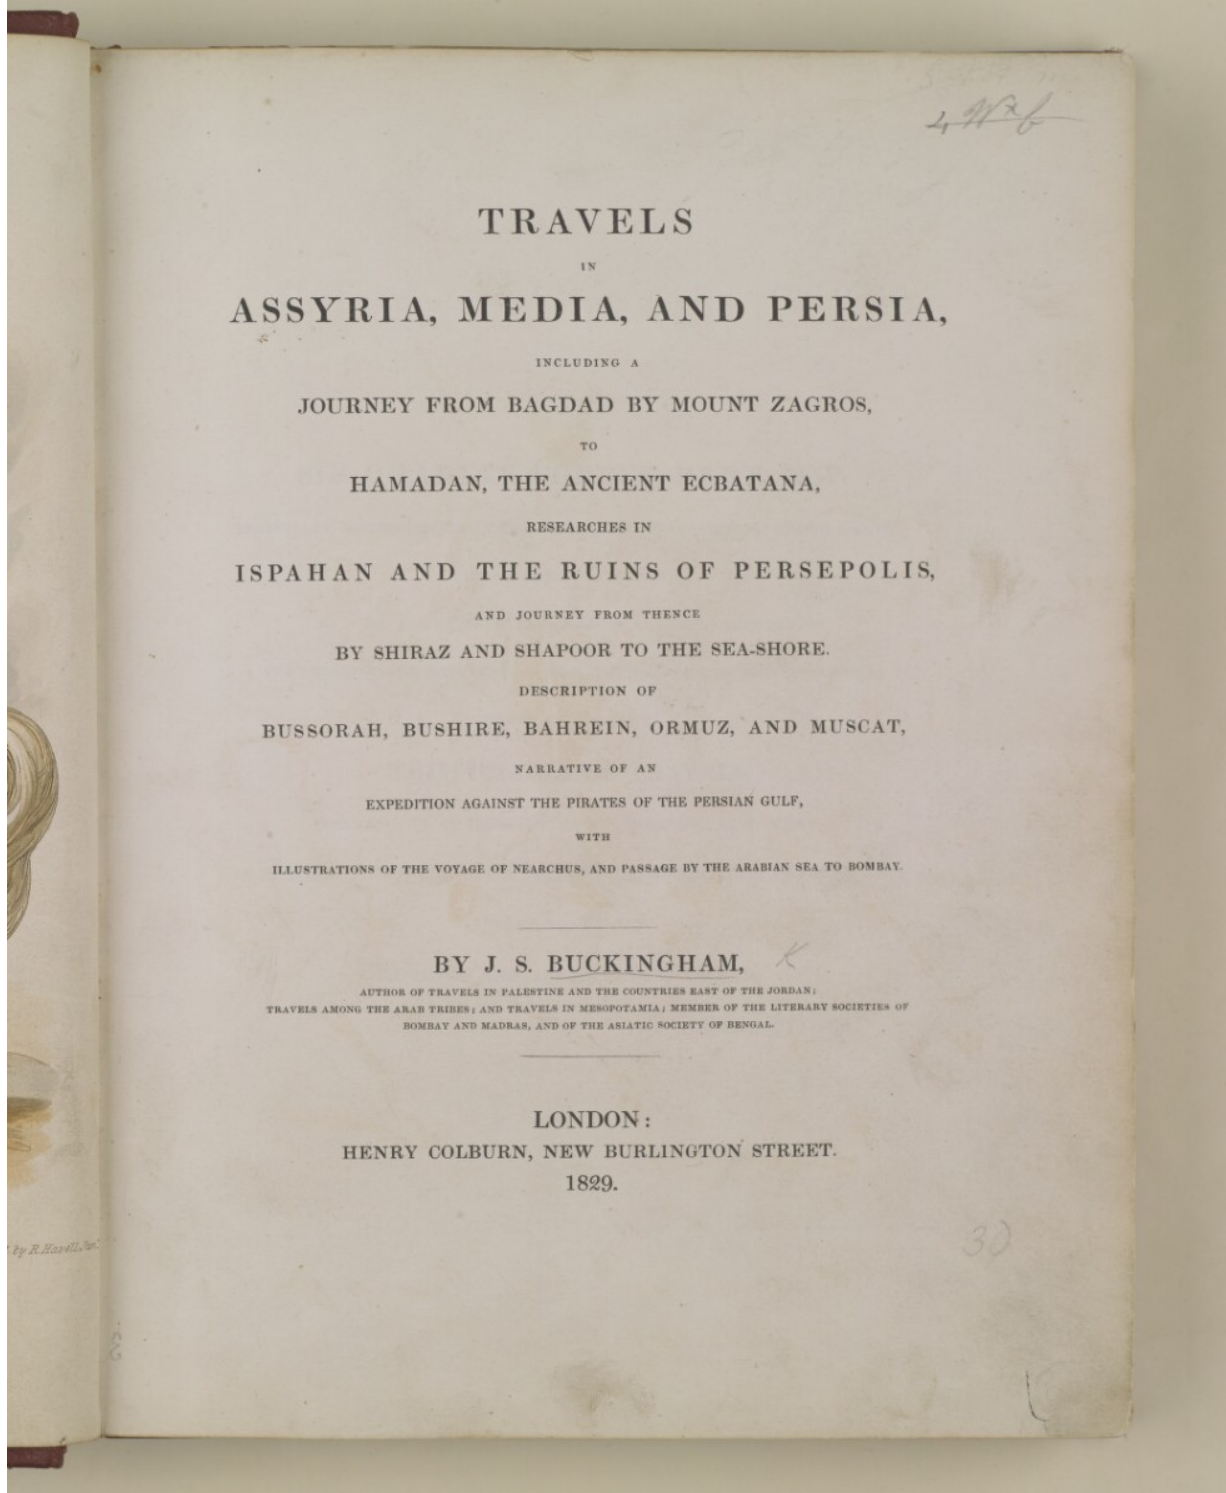 TRAVELS
IN
ASSYRIA, MEDIA, AND PERSIA,
INCLUDING A
JOURNEY FROM BAGDAD BY MOUNT ZAGROS,
TO
HAMADAN, THE ANCIENT ECBATANA,
RESEARCHES IN
ISPAHAN AND THE RUINS OF PERSEPOLIS,
AND JOURNEY FROM THENCE
BY SHIRAZ AND SHAPOOR TO THE SEA-SHORE.
DESCRIPTION OF
BUSSORAH, BUSHIRE, BAHREIN, ORMUZ, AND MUSCAT,
NARRATIVE OF AN
EXPEDITION AGAINST THE PIRATES OF THE PERSIAN GULF,
WITH
ILLUSTRATIONS OF THE VOYAGE OF NEARCHUS, AND PASSAGE BY THE ARABIAN SEA TO BOMBAY.
BY J. S. BUCKINGHAM, K
AUTHOR OF TRAVELS IN PALESTINE AND THE COUNTRIES EAST OF THE JORDAN;
TRAVELS AMONG THE ARAB TRIBES; AND TRAVELS IN MESOPOTAMIA; MEMBER OF THE LITERARY SOCIETIES OF
BOMBAY AND MADRAS, AND OF THE ASIATIC SOCIETY OF BENGAL.
LONDON:
HENRY COLBURN, NEW BURLINGTON STREET.
1829.
by R. Havell Jun.